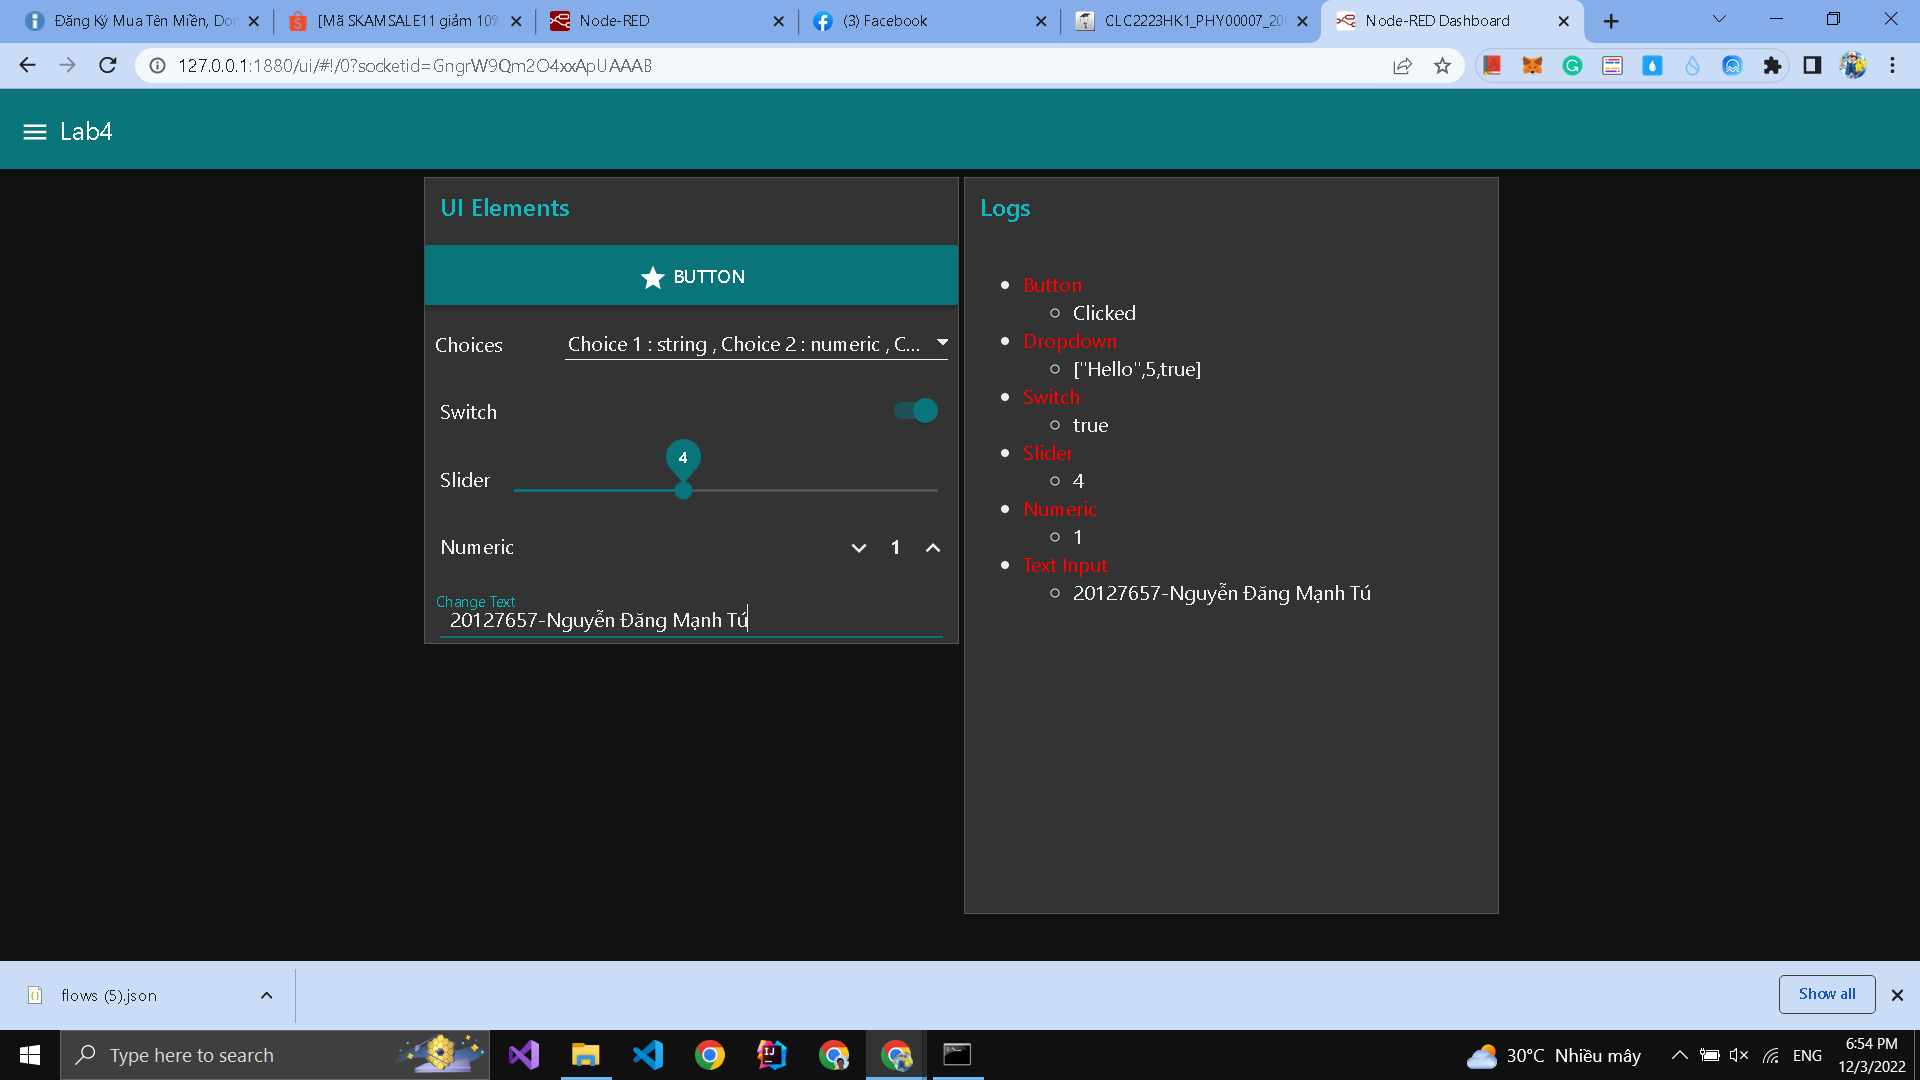 Đăng Ký Mua Tên Miền, Dor
[Mã SKAMSALE11 giảm 10%
Node-RED
(3) Facebook
CLC2223HK1_PHY00007_20
Node-RED Dashboard
127.0.0.1:1880/ui/#!/0?socketid=GngrW9Qm2O4xxApUAAAB
Lab4
UI Elements
BUTTON
Choices
Choice 1 : string , Choice 2 : numeric , C...
Switch
Slider
4
Numeric
1
Change Text
20127657-Nguyễn Đăng Mạnh Tú
Logs
Button
Clicked
Dropdown
["Hello",5,true]
Switch
true
Slider
4
Numeric
1
Text Input
20127657-Nguyễn Đăng Mạnh Tú
flows (5).json
Show all
Type here to search
30°C Nhiều mây
ENG
6:54 PM
12/3/2022